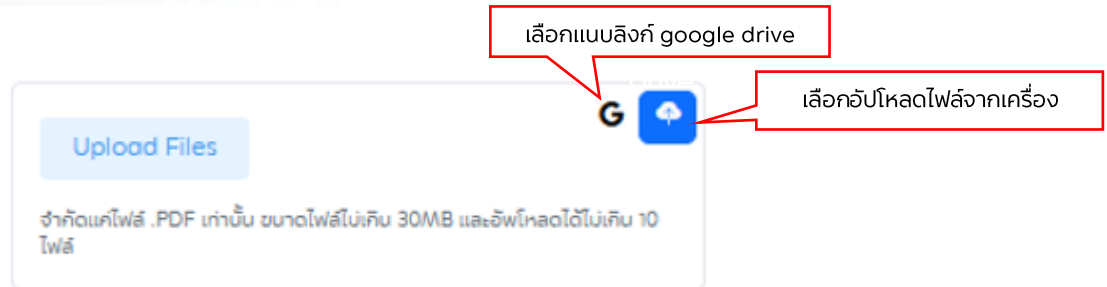 เลือกแบบลิงก์ google drive
เลือกอัปโหลดไฟล์จากเครื่อง
G
Upload Files
จำกัดแค่ไฟล์ .PDF เท่านั้น ขนาดไฟล์ไม่เกิน 30MB และอัพโหลดได้ไม่เกิน 10
ไฟล์